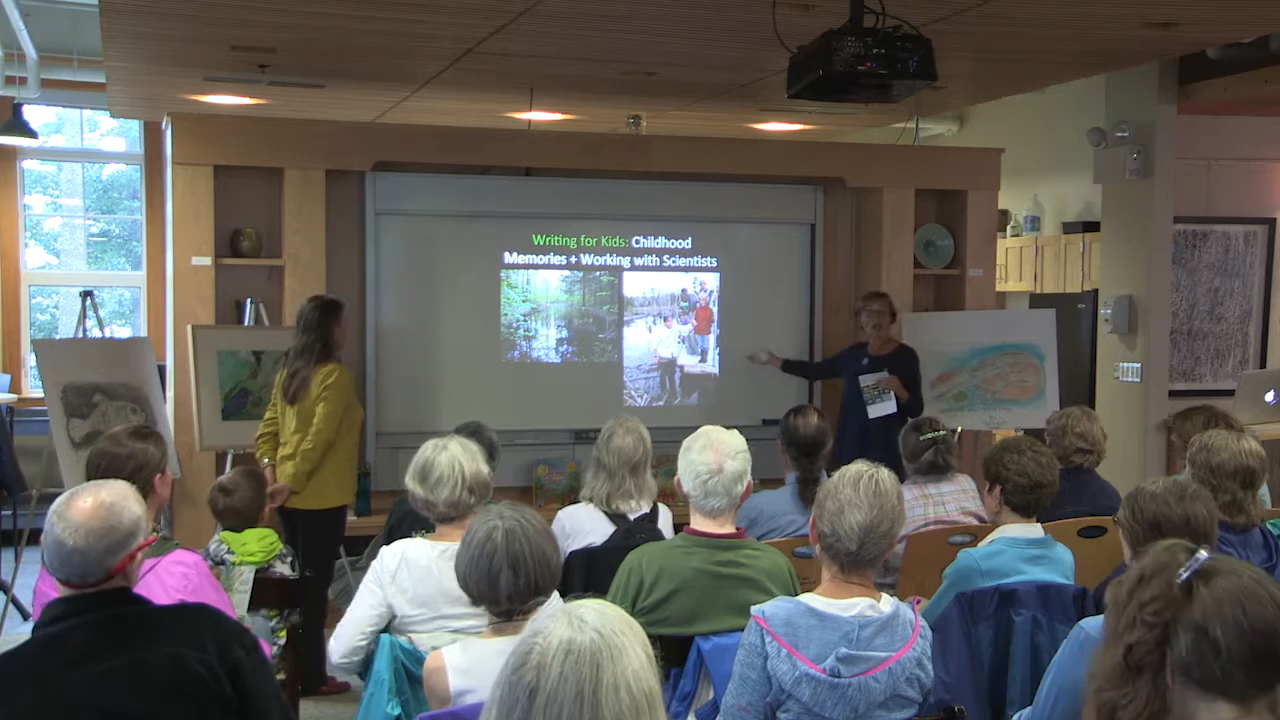 Writing for Kids: Childhood
Memories + Working with Scientists